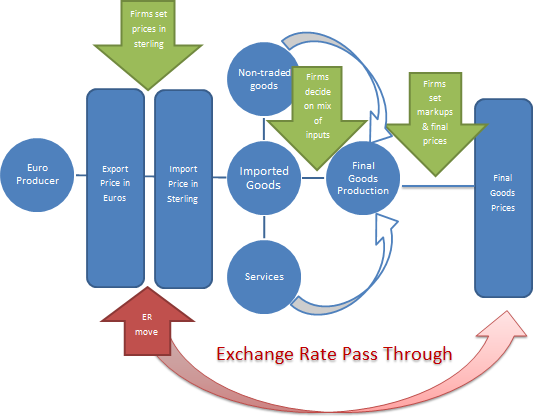 Firms set
prices in
sterling
Non-traded
goods
Firms
decide
on mix
of
inputs
Firms
set
markups
& final
prices
Euro
Producer
Export
Price in
Euros
Import
Price in
Sterling
Imported
Goods
Final
Goods
Production
Final
Goods
Prices
Services
ER
move
Exchange Rate Pass Through